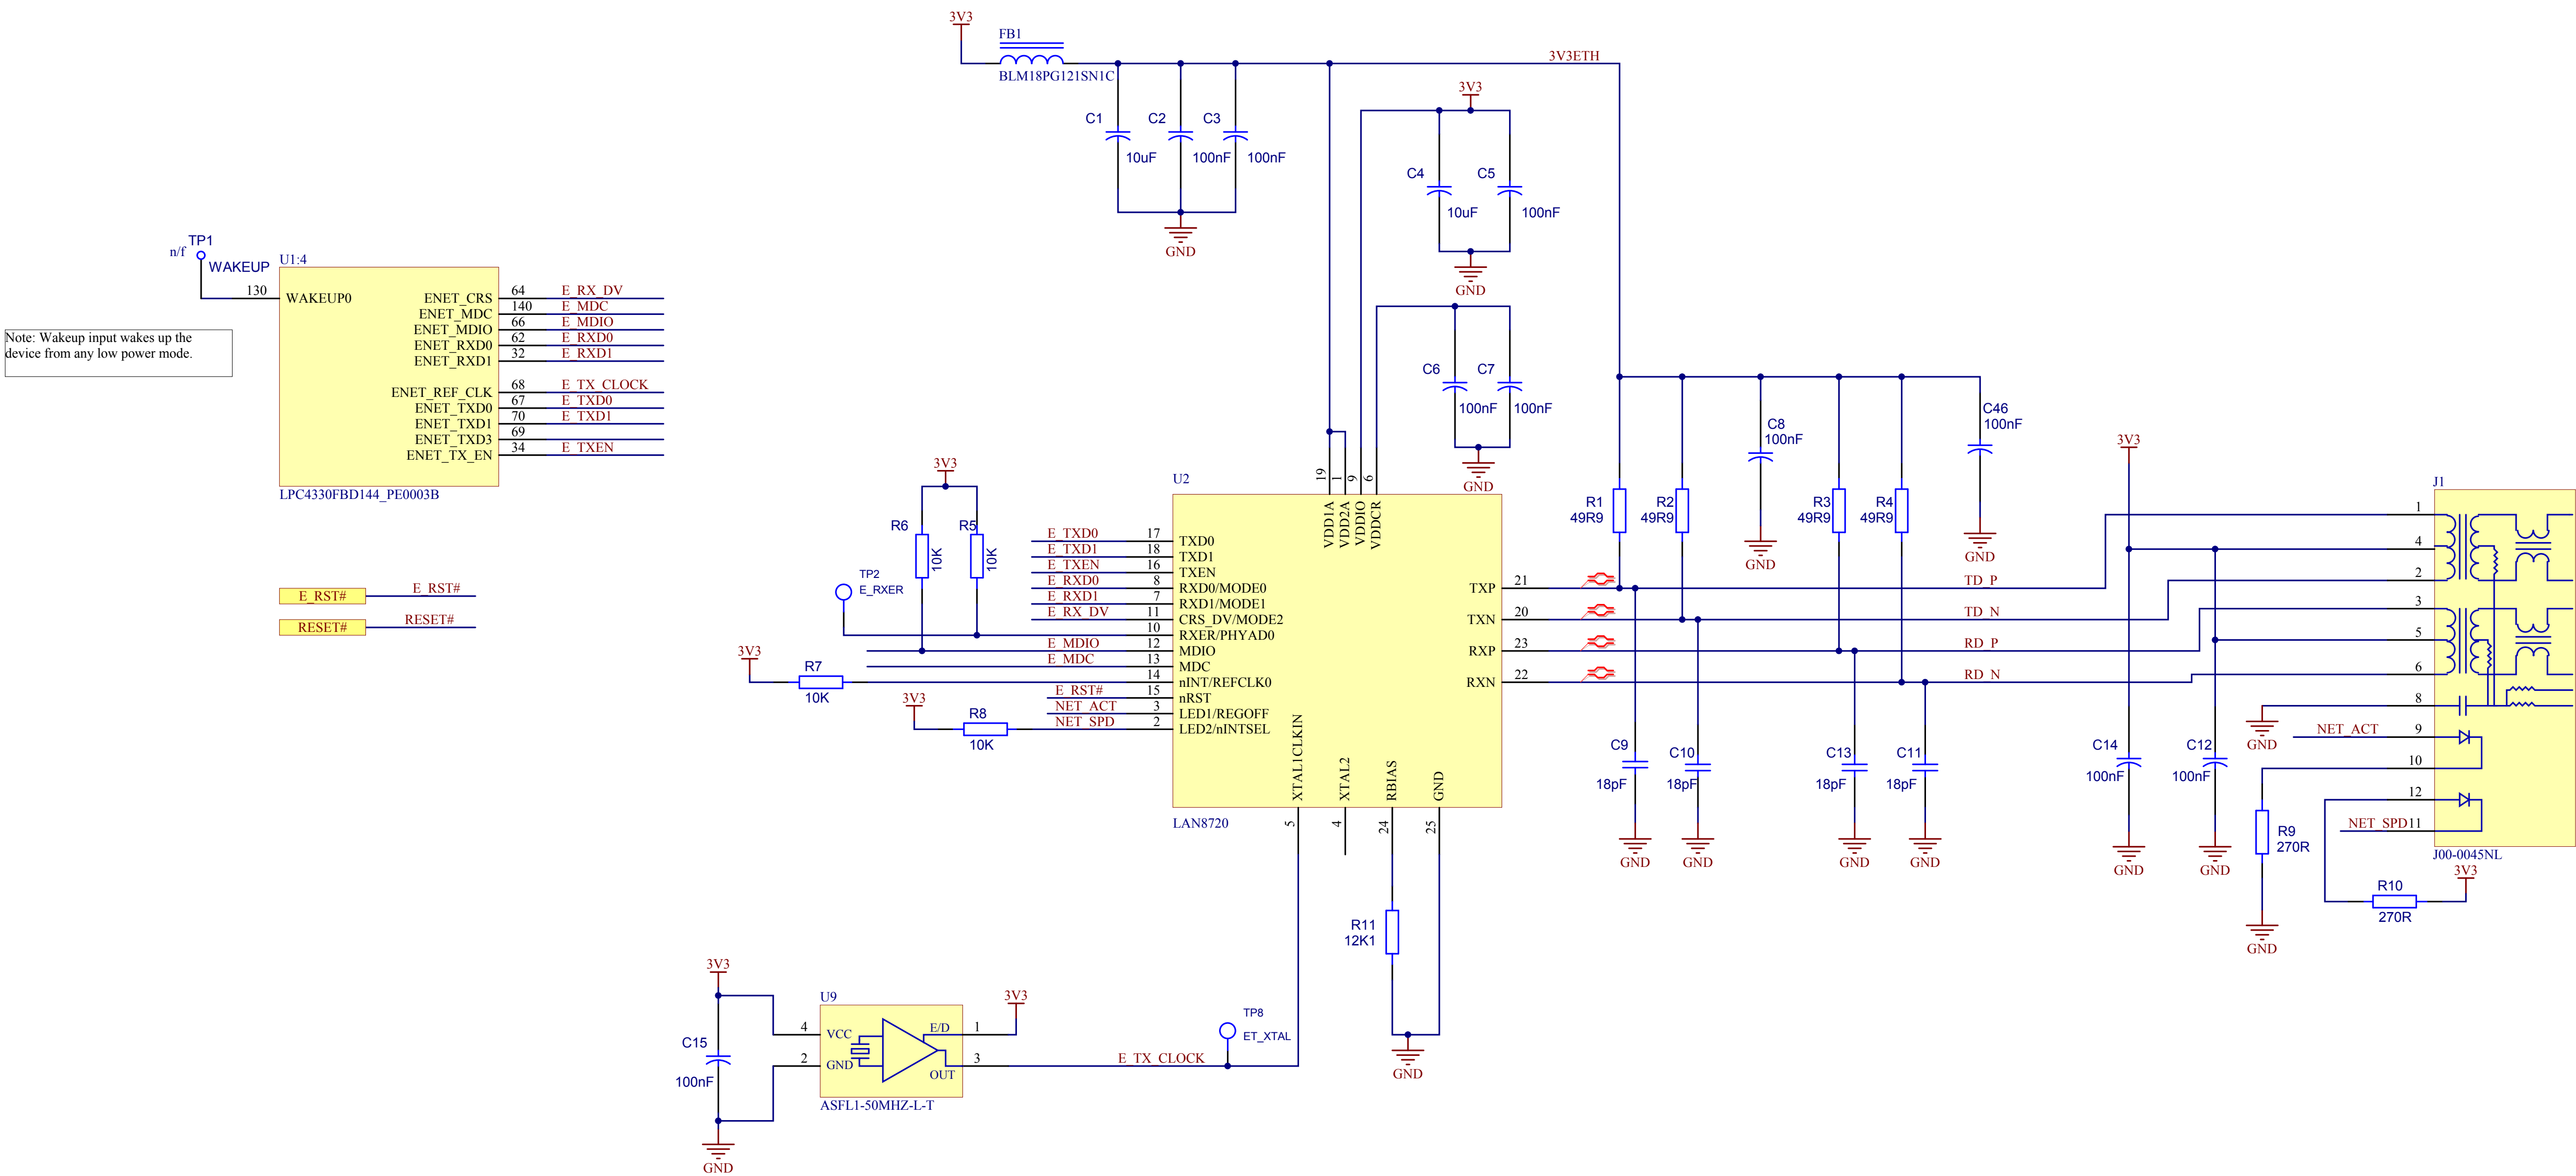 3V3
FB1
BLM18PG121SN1C
3V3ETH
C1
10uF
C2
100nF
C3
100nF
GND
3V3
C4
10uF
C5
100nF
GND
C6
100nF
C7
100nF
GND
TP1
n/f
WAKEUP
U1:4
130
WAKEUP0
ENET_CRS 64 E_RX_DV
ENET_MDC 140 E_MDC
ENET_MDIO 66 E_MDIO
ENET_RXD0 62 E_RXD0
ENET_RXD1 32 E_RXD1
ENET_REF_CLK 68 E_TX_CLOCK
ENET_TXD0 67 E_TXD0
ENET_TXD1 70 E_TXD1
ENET_TXD3 69
ENET_TX_EN 34 E_TXEN
LPC4330FBD144_PE0003B
Note: Wakeup input wakes up the
device from any low power mode.
E_RST# E_RST#
RESET# RESET#
3V3
R6
10K
R5
10K
TP2
E_RXER
3V3
R7
10K
3V3
R8
10K
U2
E_TXD0 17 TXD0
E_TXD1 18 TXD1
E_TXEN 16 TXEN
E_RXD0 8 RXD0/MODE0
E_RXD1 7 RXD1/MODE1
E_RX_DV 11 CRS_DV/MODE2
10 RXER/PHYAD0
E_MDIO 12 MDIO
E_MDC 13 MDC
14 nINT/REFCLK0
E_RST# 15 nRST
NET_ACT 3 LED1/REGOFF
NET_SPD 2 LED2/nINTSEL
19 VDD1A
1 VDD2A
9 VDDIO
6 VDDCR
TXP 21 TD_P
TXN 20 TD_N
RXP 23 RD_P
RXN 22 RD_N
XTAL1CLKIN 5
XTAL2 4
RBIAS 24
GND 25
LAN8720
R11
12K1
GND
R1
49R9
R2
49R9
C8
100nF
GND
R3
49R9
R4
49R9
C46
100nF
GND
C9
18pF
GND
C10
18pF
GND
C13
18pF
GND
C11
18pF
GND
3V3
C14
100nF
GND
C12
100nF
GND
J1
1
4
2
3
5
6
8
GND
NET_ACT 9
10
12
NET_SPD 11
J00-0045NL
R9
270R
GND
R10
270R
3V3
3V3
C15
100nF
GND
U9
4 VCC
2 GND
E/D 1
OUT 3
3V3
ASFL1-50MHZ-L-T
E_TX_CLOCK
TP8
ET_XTAL